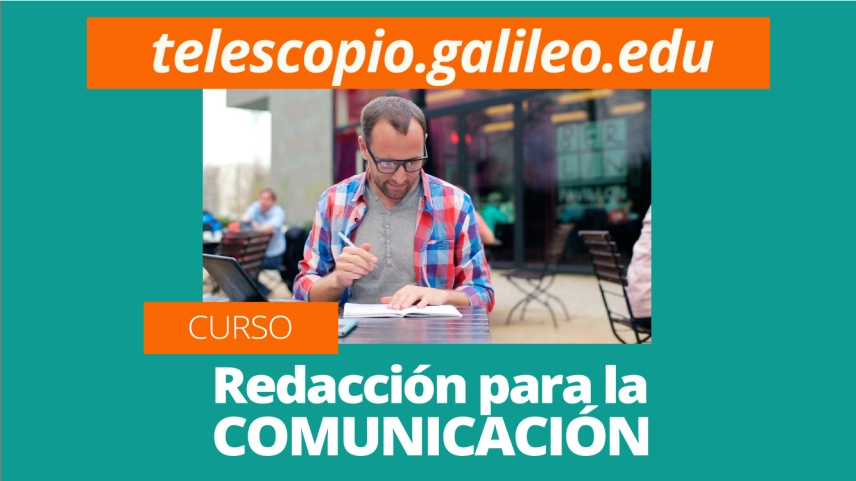 telescopio.galileo.edu
CURSO
Redacción para la
COMUNICACIÓN